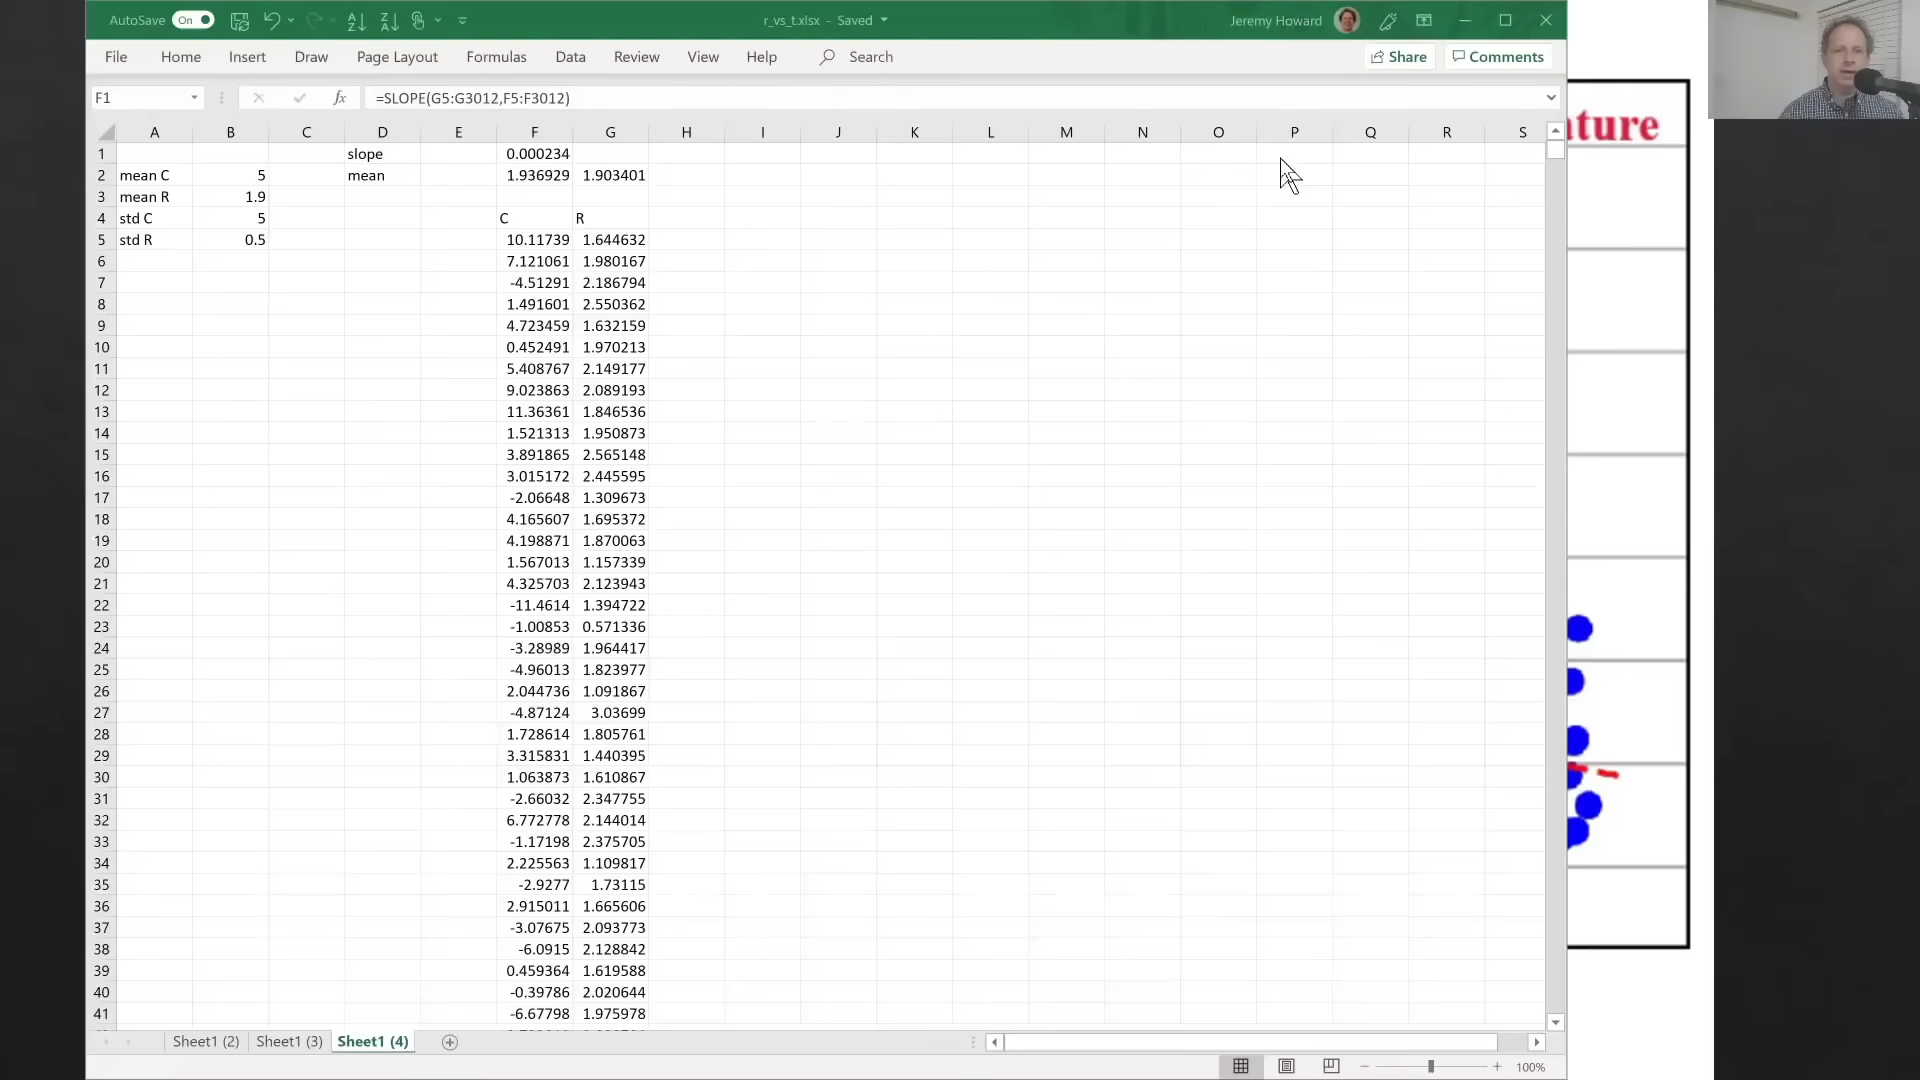 AutoSave On r_vs_t.xlsx - Saved Jeremy Howard
File Home Insert Draw Page Layout Formulas Data Review View Help Search Share Comments
F1 fx =SLOPE(G5:G3012,F5:F3012)
A B C D E F G H I J K L M N O P Q R S
1 slope 0.000234
2 mean C 5 mean 1.936929 1.903401
3 mean R 1.9
4 std C 5 C R
5 std R 0.5 10.11739 1.644632
6 7.121061 1.980167
7 -4.51291 2.186794
8 1.491601 2.550362
9 4.723459 1.632159
10 0.452491 1.970213
11 5.408767 2.149177
12 9.023863 2.089193
13 11.36361 1.846536
14 1.521313 1.950873
15 3.891865 2.565148
16 3.015172 2.445595
17 -2.06648 1.309673
18 4.165607 1.695372
19 4.198871 1.870063
20 1.567013 1.157339
21 4.325703 2.123943
22 -11.4614 1.394722
23 -1.00853 0.571336
24 -3.28989 1.964417
25 -4.96013 1.823977
26 2.044736 1.091867
27 -4.87124 3.03699
28 1.728614 1.805761
29 3.315831 1.440395
30 1.063873 1.610867
31 -2.66032 2.347755
32 6.772778 2.144014
33 -1.17198 2.375705
34 2.225563 1.109817
35 -2.9277 1.73115
36 2.915011 1.665606
37 -3.07675 2.093773
38 -6.0915 2.128842
39 0.459364 1.619588
40 -0.39786 2.020644
41 -6.67798 1.975978
Sheet1 (2) Sheet1 (3) Sheet1 (4)
100%
ature